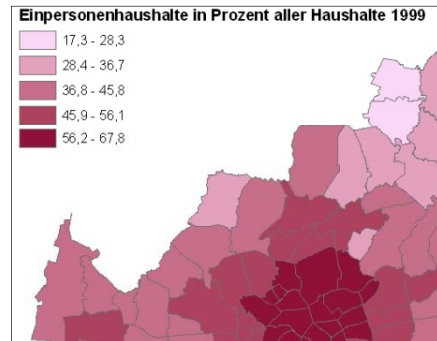 Einpersonenhaushalte in Prozent aller Haushalte 1999
17,3 - 28,3
28,4 - 36,7
36,8 - 45,8
45,9 - 56,1
56,2 - 67,8